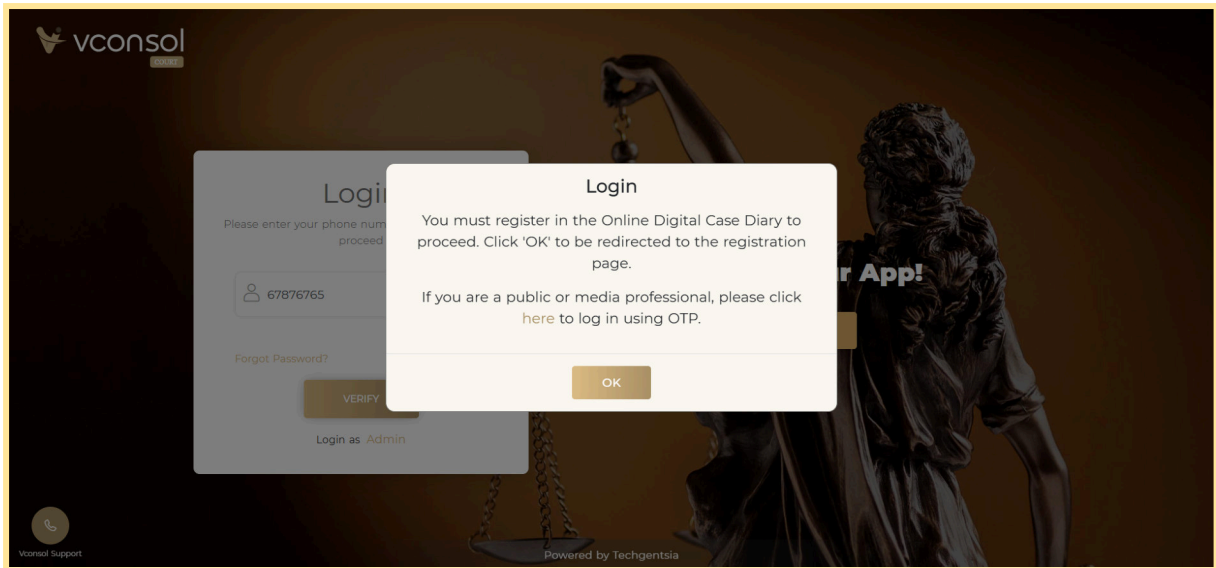 vconsol
COURT
Login
Please enter your phone num
proceed
67876765
Forgot Password?
VERIFY
Login as Admin
Login
You must register in the Online Digital Case Diary to
proceed. Click 'OK' to be redirected to the registration
page.
If you are a public or media professional, please click
here to log in using OTP.
OK
r App!
Vconsol Support
Powered by Techgentsia